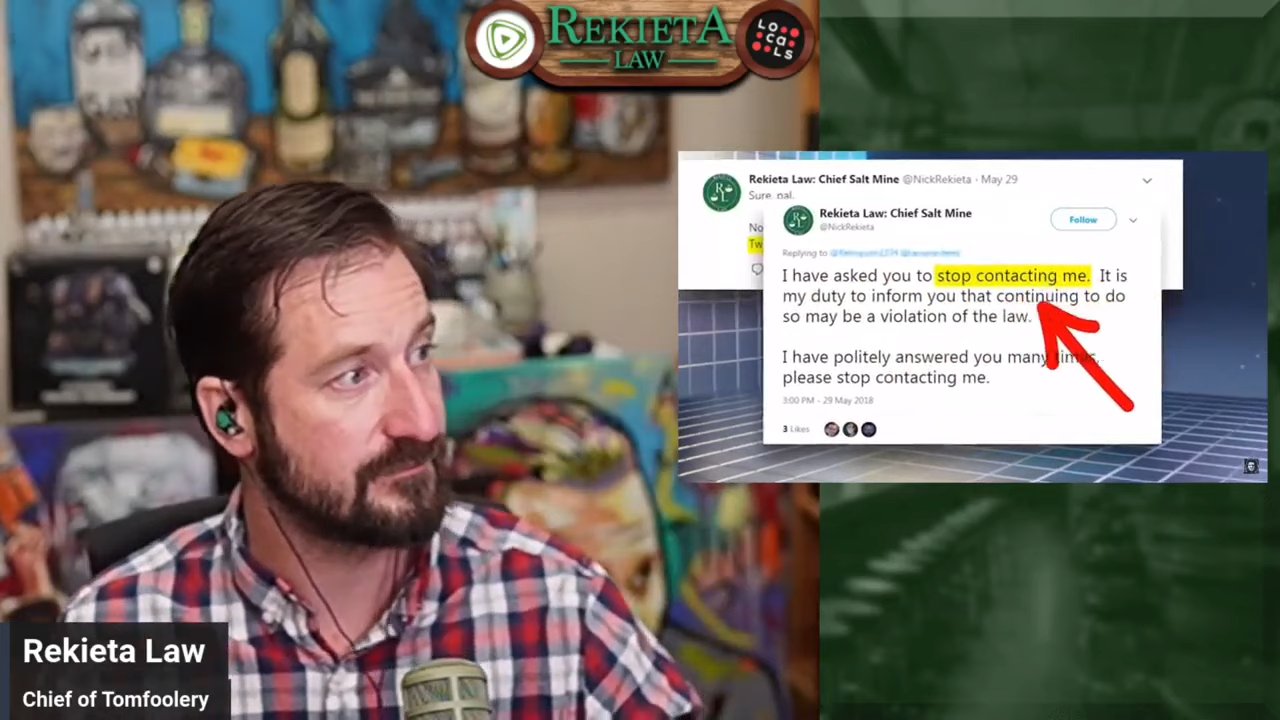 REKIETA
LAW
LOCALS
Rekieta Law: Chief Salt Mine @NickRekieta · May 29
Sure, pal.
No
Tw
Rekieta Law: Chief Salt Mine
@NickRekieta
Follow
Replying to
I have asked you to stop contacting me. It is
my duty to inform you that continuing to do
so may be a violation of the law.
I have politely answered you many times,
please stop contacting me.
3:00 PM - 29 May 2018
3 Likes
Rekieta Law
Chief of Tomfoolery